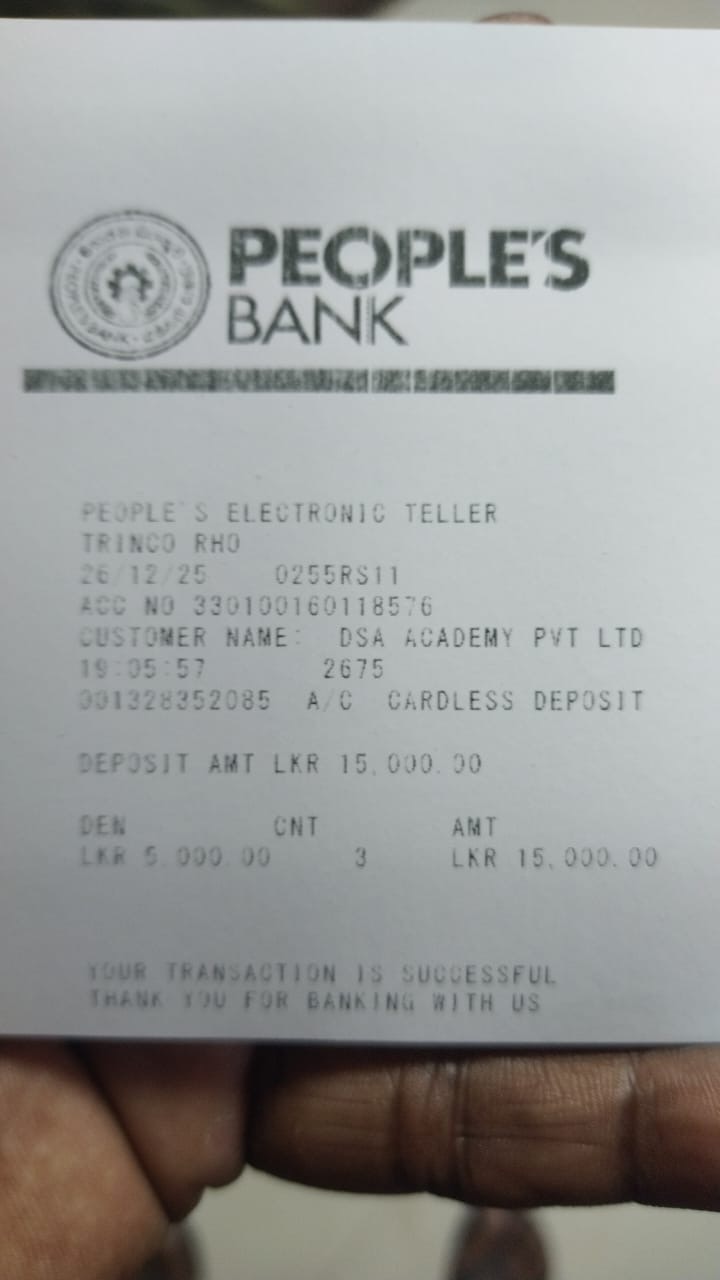 PEOPLE'S
BANK
PEOPLE'S ELECTRONIC TELLER
TRINCO RHO
26/12/25 0255RS11
ACC NO 330100160118576
CUSTOMER NAME: DSA ACADEMY PVT LTD
19:05:57 2675
001328352085 A/C CARDLESS DEPOSIT
DEPOSIT AMT LKR 15,000.00
DEN CNT AMT
LKR 5,000.00 3 LKR 15,000.00
YOUR TRANSACTION IS SUCCESSFUL
THANK YOU FOR BANKING WITH US